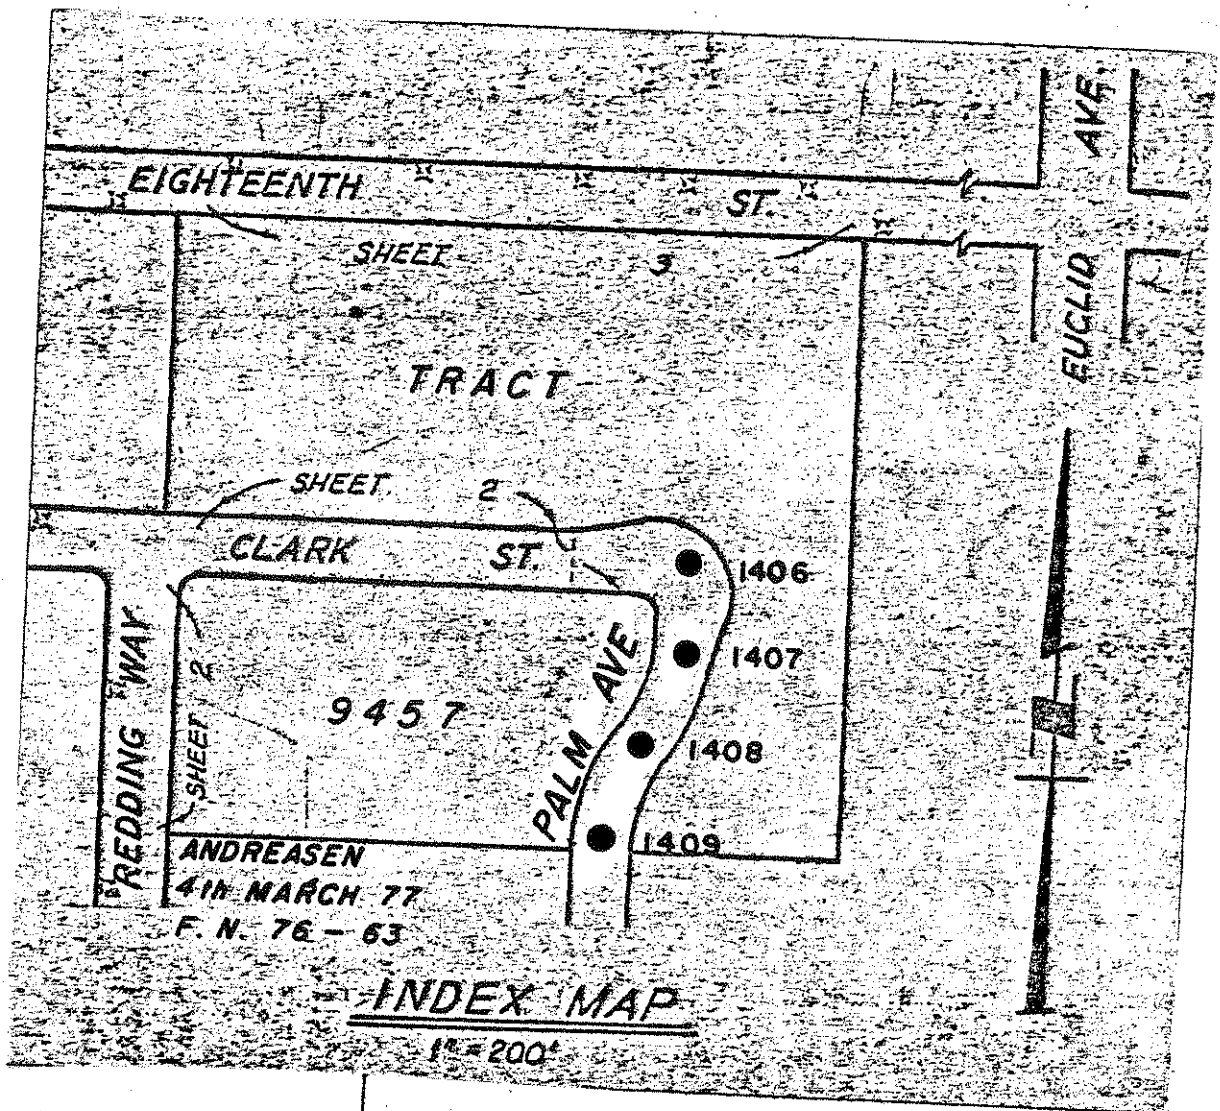 AVE,
EIGHTEENTH ST.
SHEET 3
EUCLID
TRACT
SHEET 2
CLARK ST.
1406
1407
PALM AVE
REDDING WAY
SHEET 2
9457
1408
1409
ANDREASEN
4th MARCH 77
F. N. 76 - 63
INDEX MAP
1" = 200'